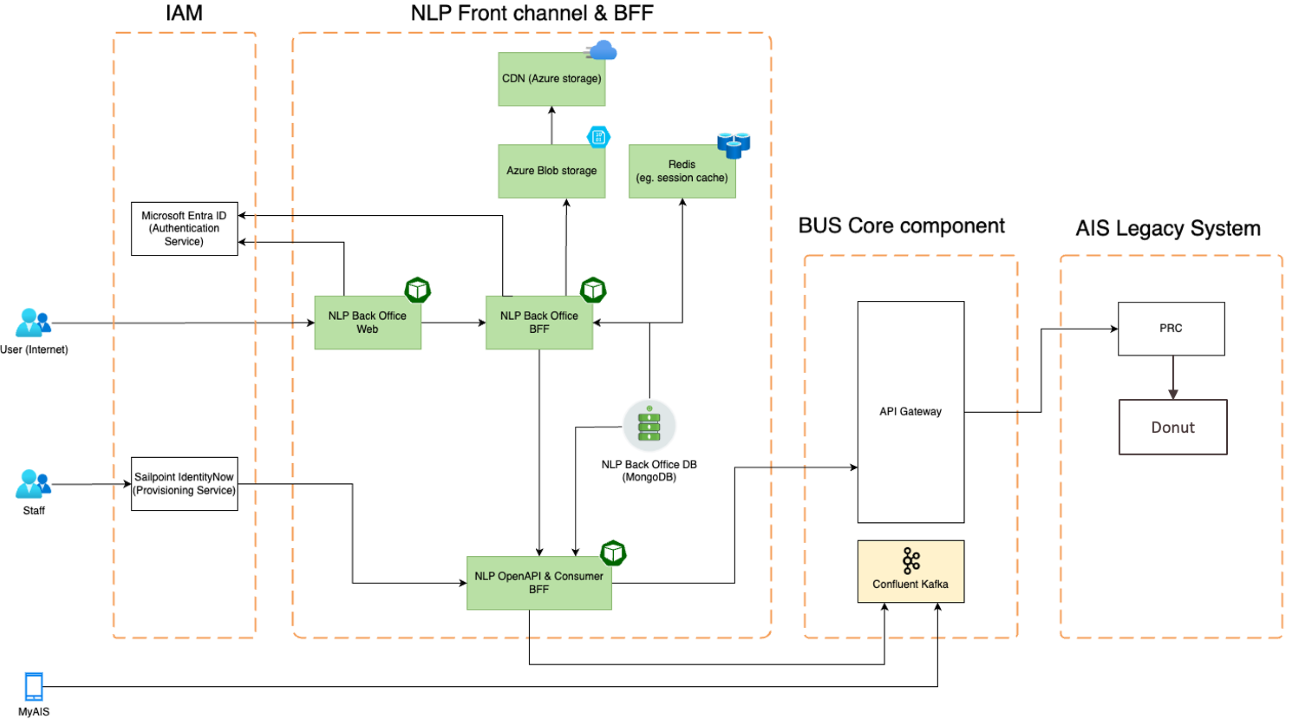 IAM
NLP Front channel & BFF
CDN (Azure storage)
Azure Blob storage
Redis
(eg. session cache)
Microsoft Entra ID
(Authentication
Service)
BUS Core component
AIS Legacy System
User (Internet)
NLP Back Office
Web
NLP Back Office
BFF
API Gateway
PRC
Donut
NLP Back Office DB
(MongoDB)
Staff
Sailpoint IdentityNow
(Provisioning Service)
NLP OpenAPI & Consumer
BFF
Confluent Kafka
MyAIS